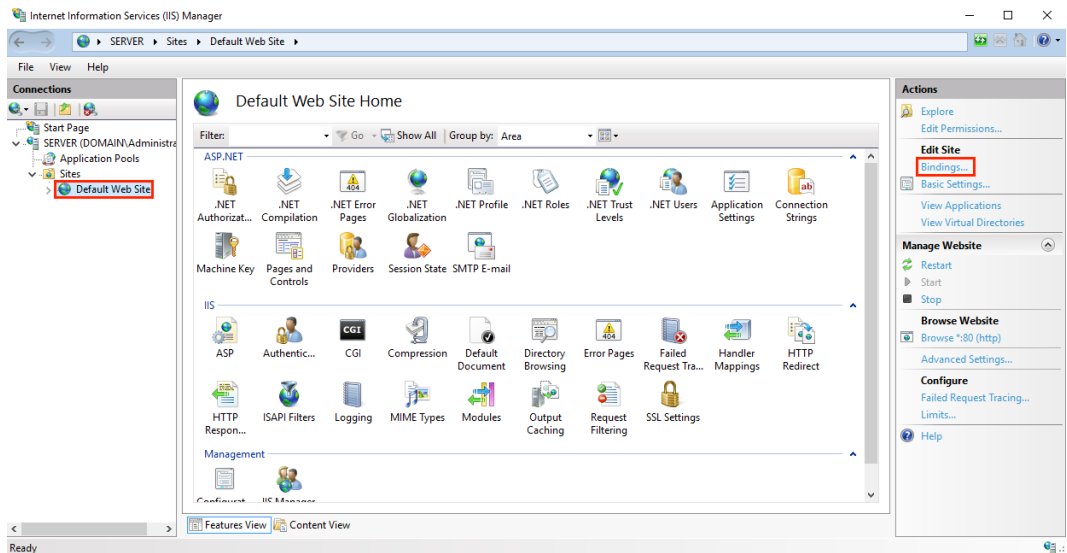 Internet Information Services (IIS) Manager
SERVER Sites Default Web Site
File View Help
Connections
Start Page
SERVER (DOMAIN\Administra
Application Pools
Sites
Default Web Site
Default Web Site Home
Filter: Go Show All Group by: Area
ASP.NET
.NET Authorizat...
.NET Compilation
.NET Error Pages
.NET Globalization
.NET Profile
.NET Roles
.NET Trust Levels
.NET Users
Application Settings
Connection Strings
Machine Key
Pages and Controls
Providers
Session State
SMTP E-mail
IIS
ASP
Authentic...
CGI
Compression
Default Document
Directory Browsing
Error Pages
Failed Request Tra...
Handler Mappings
HTTP Redirect
HTTP Respon...
ISAPI Filters
Logging
MIME Types
Modules
Output Caching
Request Filtering
SSL Settings
Management
Configurat...
IIS Manager
Features View Content View
Ready
Actions
Explore
Edit Permissions...
Edit Site
Bindings...
Basic Settings...
View Applications
View Virtual Directories
Manage Website
Restart
Start
Stop
Browse Website
Browse *:80 (http)
Advanced Settings...
Configure
Failed Request Tracing...
Limits...
Help